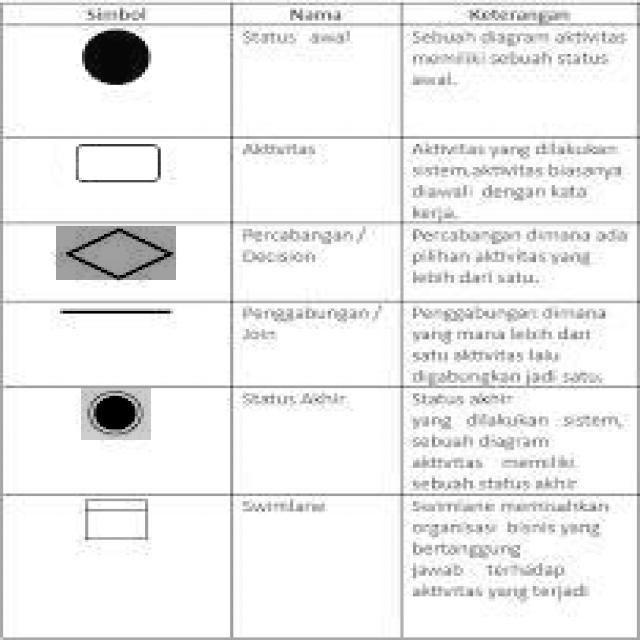 Simbol Nama Keterangan
Status awal
Sebuah diagram aktivitas
memiliki sebuah status
awal.
Aktivitas
Aktivitas yang dilakukan
sistem,aktivitas biasanya
diawali dengan kata
kerja.
Percabangan /
Decision
Percabangan dimana ada
pilihan aktivitas yang
lebih dari satu.
Penggabungan /
Join
Penggabungan dimana
yang mana lebih dari
satu aktivitas lalu
digabungkan jadi satu.
Status Akhir
Status akhir
yang dilakukan sistem,
sebuah diagram
aktivitas memiliki
sebuah status akhir
Swimlane
Swimlane memisahkan
organisasi bisnis yang
bertanggung
jawab terhadap
aktivitas yang terjadi